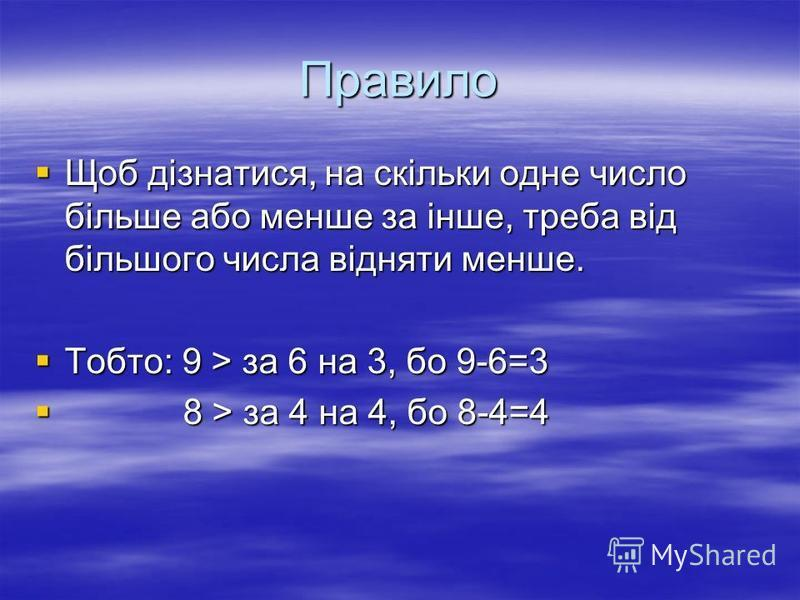 Правило
Щоб дізнатися, на скільки одне число
більше або менше за інше, треба від
більшого числа відняти менше.
Тобто: 9 > за 6 на 3, бо 9-6=3
8 > за 4 на 4, бо 8-4=4
MyShared